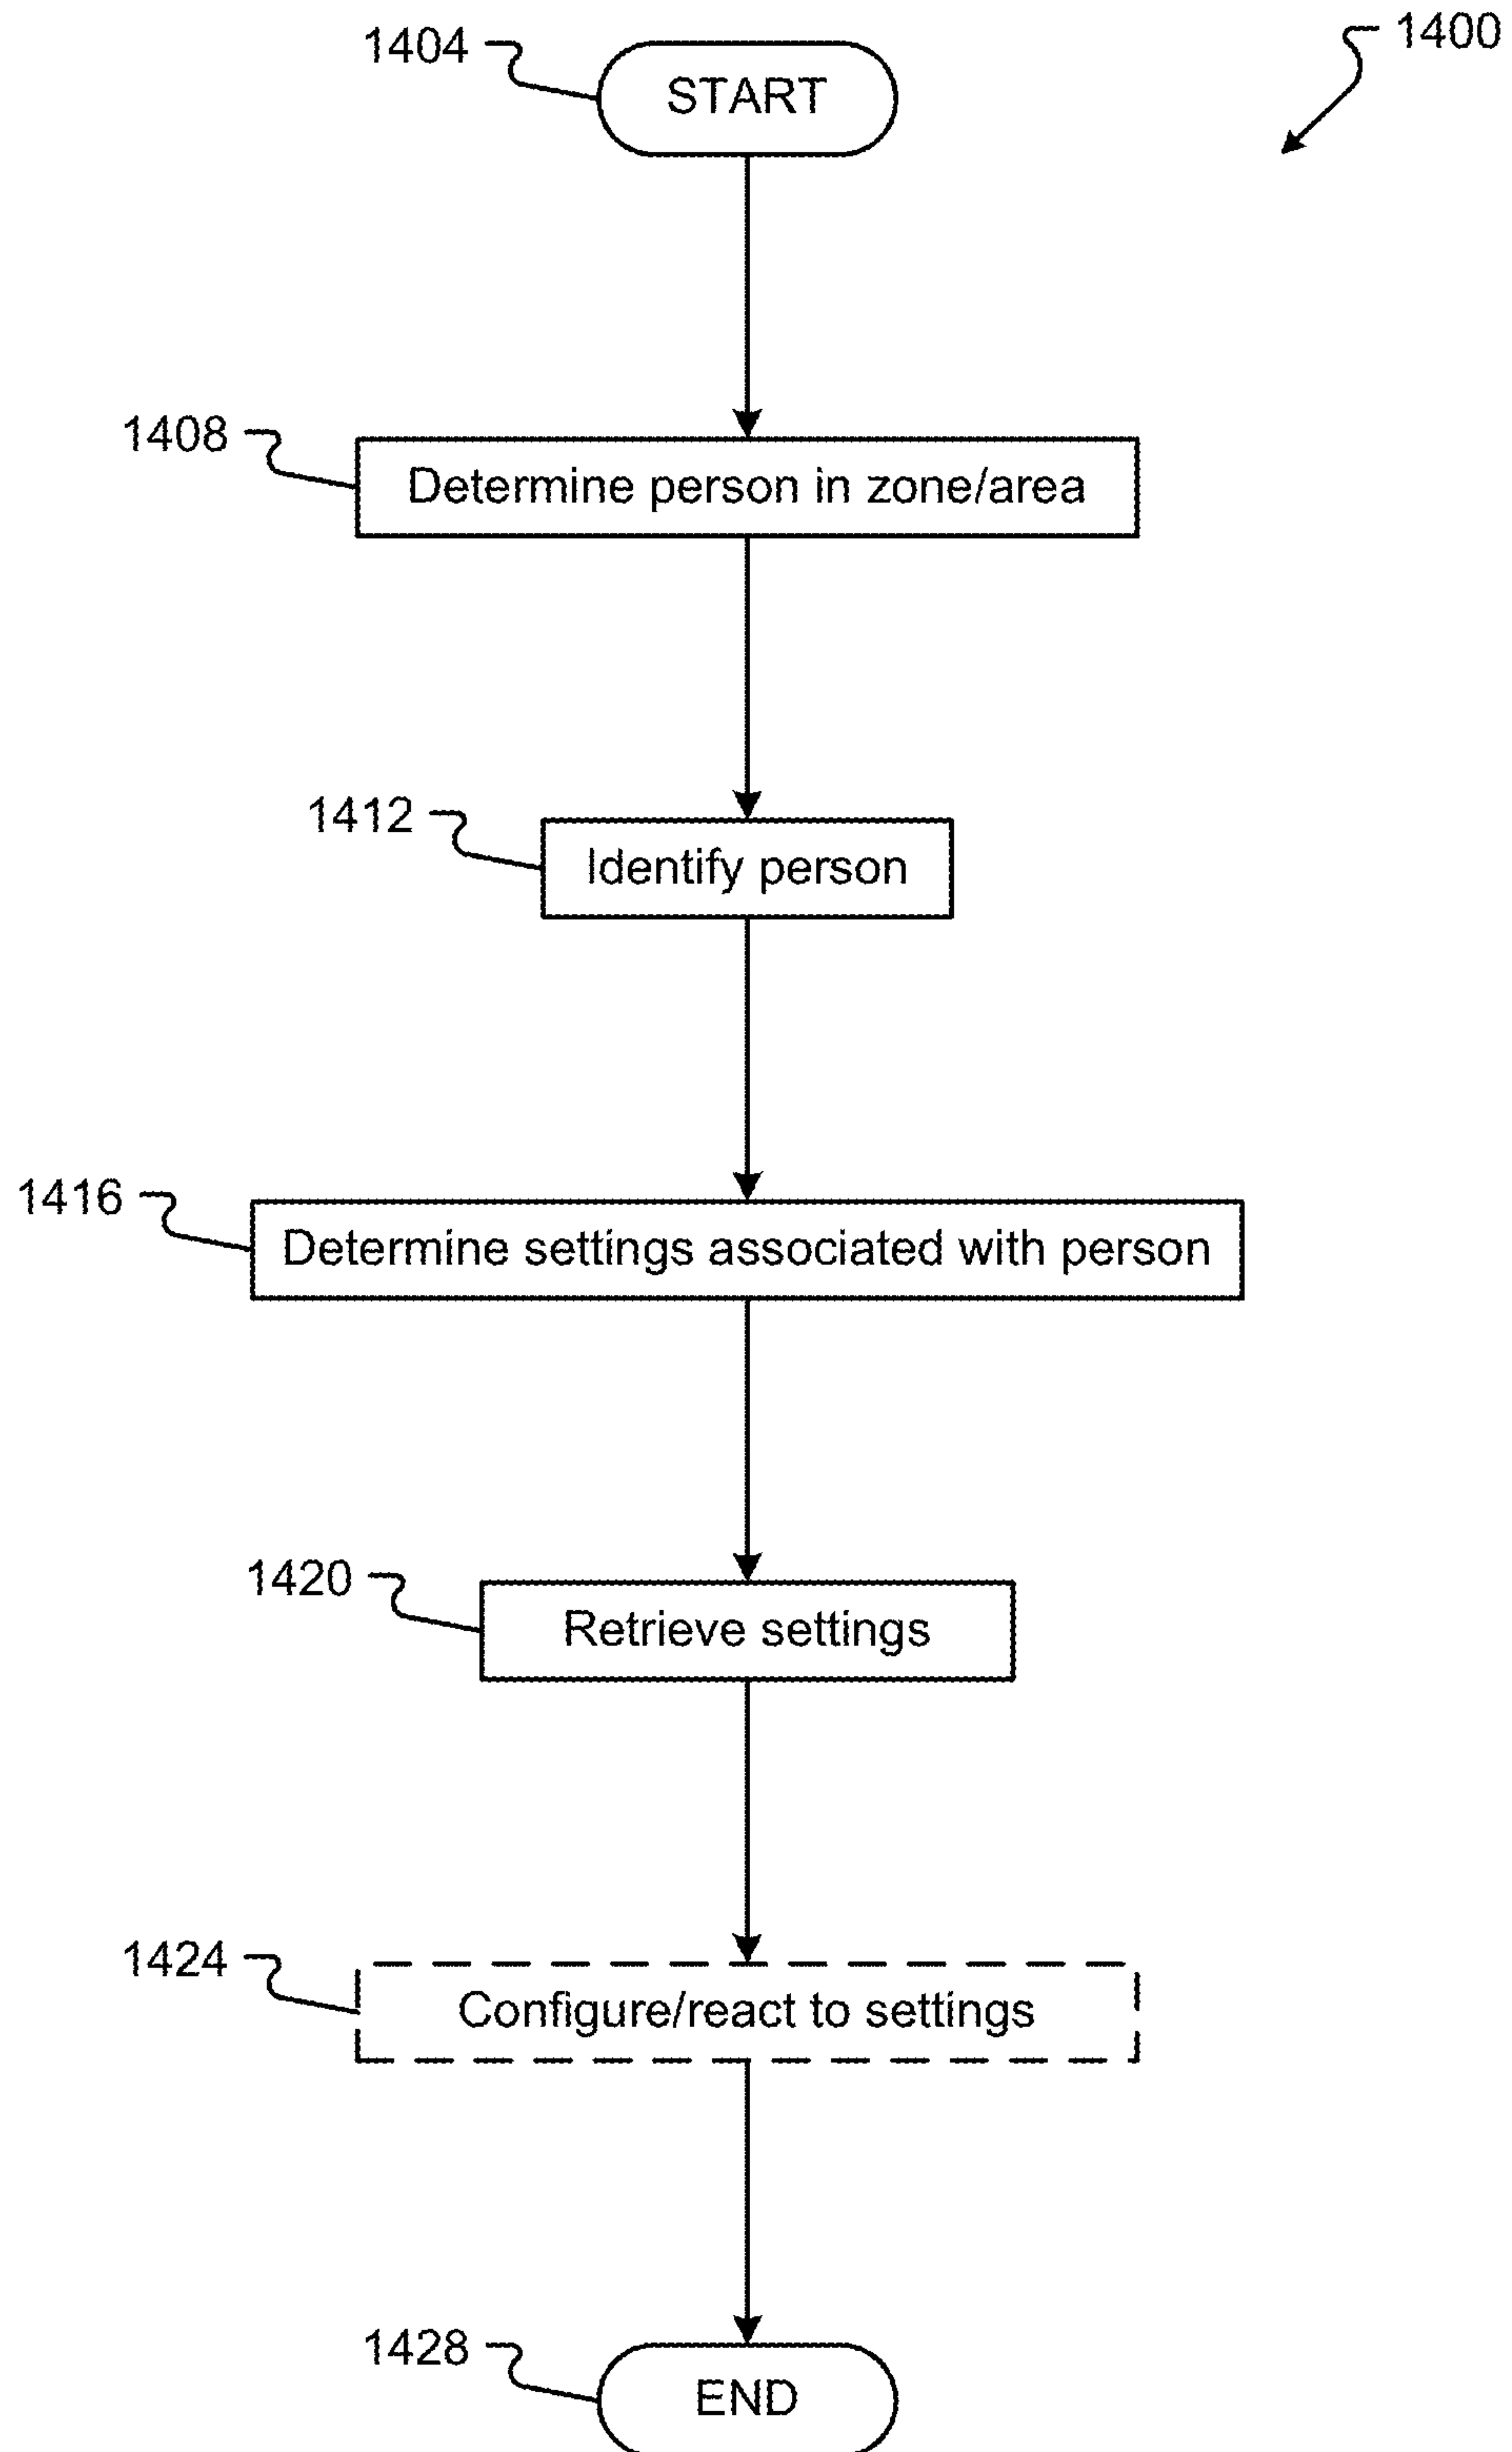 1400
1404
START
1408
Determine person in zone/area
1412
Identify person
1416
Determine settings associated with person
1420
Retrieve settings
1424
Configure/react to settings
1428
END